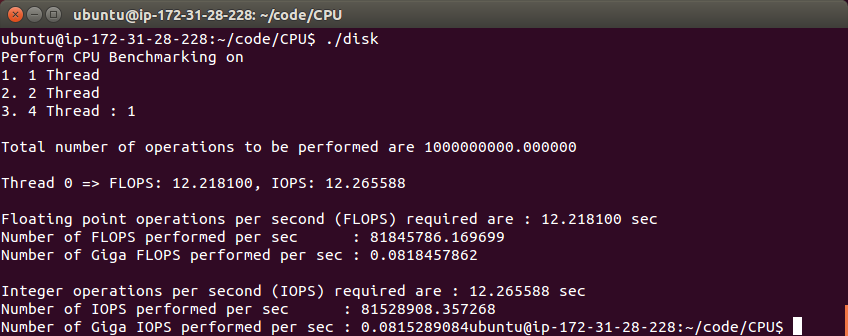 ubuntu@ip-172-31-28-228: ~/code/CPU
ubuntu@ip-172-31-28-228:~/code/CPU$ ./disk
Perform CPU Benchmarking on
1. 1 Thread
2. 2 Thread
3. 4 Thread : 1
Total number of operations to be performed are 1000000000.000000
Thread 0 => FLOPS: 12.218100, IOPS: 12.265588
Floating point operations per second (FLOPS) required are : 12.218100 sec
Number of FLOPS performed per sec      : 81845786.169699
Number of Giga FLOPS performed per sec : 0.0818457862
Integer operations per second (IOPS) required are : 12.265588 sec
Number of IOPS performed per sec      : 81528908.357268
Number of Giga IOPS performed per sec : 0.0815289084ubuntu@ip-172-31-28-228:~/code/CPU$